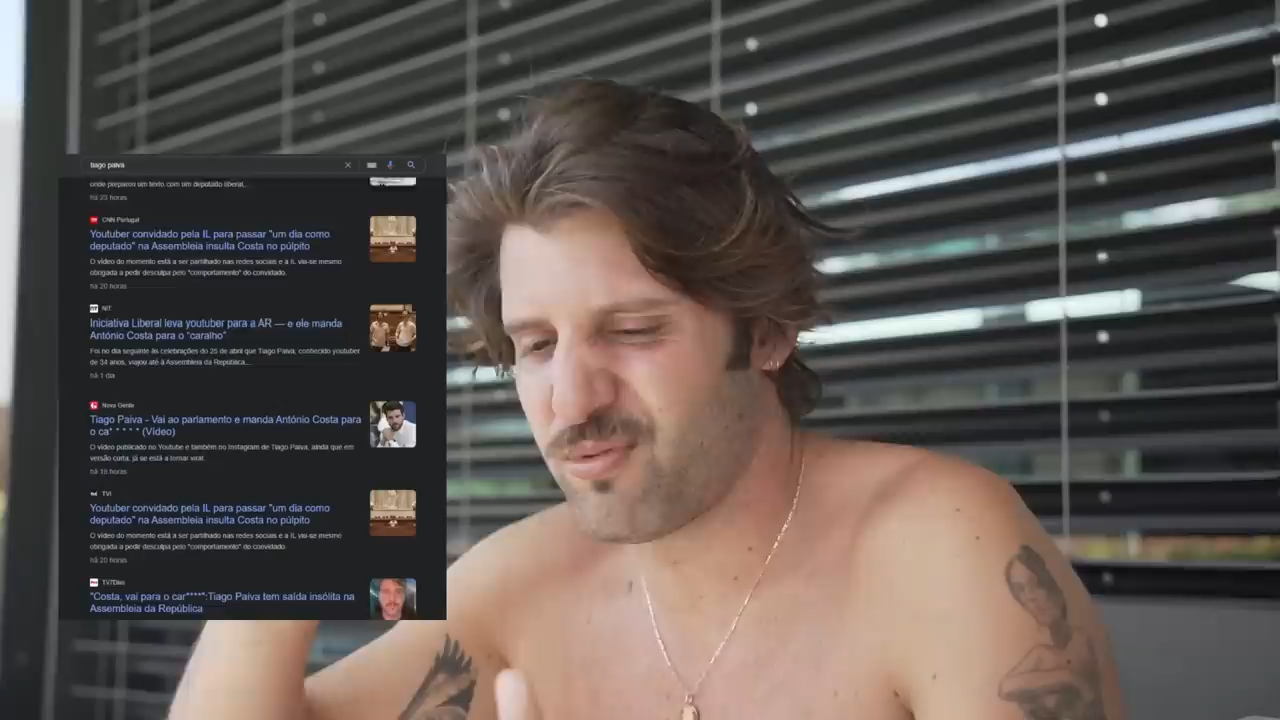 tiago paiva
onde preparou um texto com um deputado liberal...
há 23 horas
CNN Portugal
Youtuber convidado pela IL para passar "um dia como
deputado" na Assembleia insulta Costa no púlpito
O vídeo do momento está a ser partilhado nas redes sociais e a IL viu-se mesmo
obrigada a pedir desculpa pelo "comportamento" do convidado.
há 20 horas
NiT
Iniciativa Liberal leva youtuber para a AR — e ele manda
António Costa para o "caralho"
Foi no dia seguinte às celebrações do 25 de abril que Tiago Paiva, conhecido youtuber
de 34 anos, viajou até à Assembleia da República...
há 1 dia
Nova Gente
Tiago Paiva - Vai ao parlamento e manda António Costa para
o ca* * * * * (Vídeo)
O vídeo publicado no Youtube e também no Instagram de Tiago Paiva, ainda que em
versão curta, já se está a tornar viral.
há 18 horas
TVI
Youtuber convidado pela IL para passar "um dia como
deputado" na Assembleia insulta Costa no púlpito
O vídeo do momento está a ser partilhado nas redes sociais e a IL viu-se mesmo
obrigada a pedir desculpa pelo "comportamento" do convidado.
há 20 horas
TV7Dias
"Costa, vai para o car****":Tiago Paiva tem saída insólita na
Assembleia da República